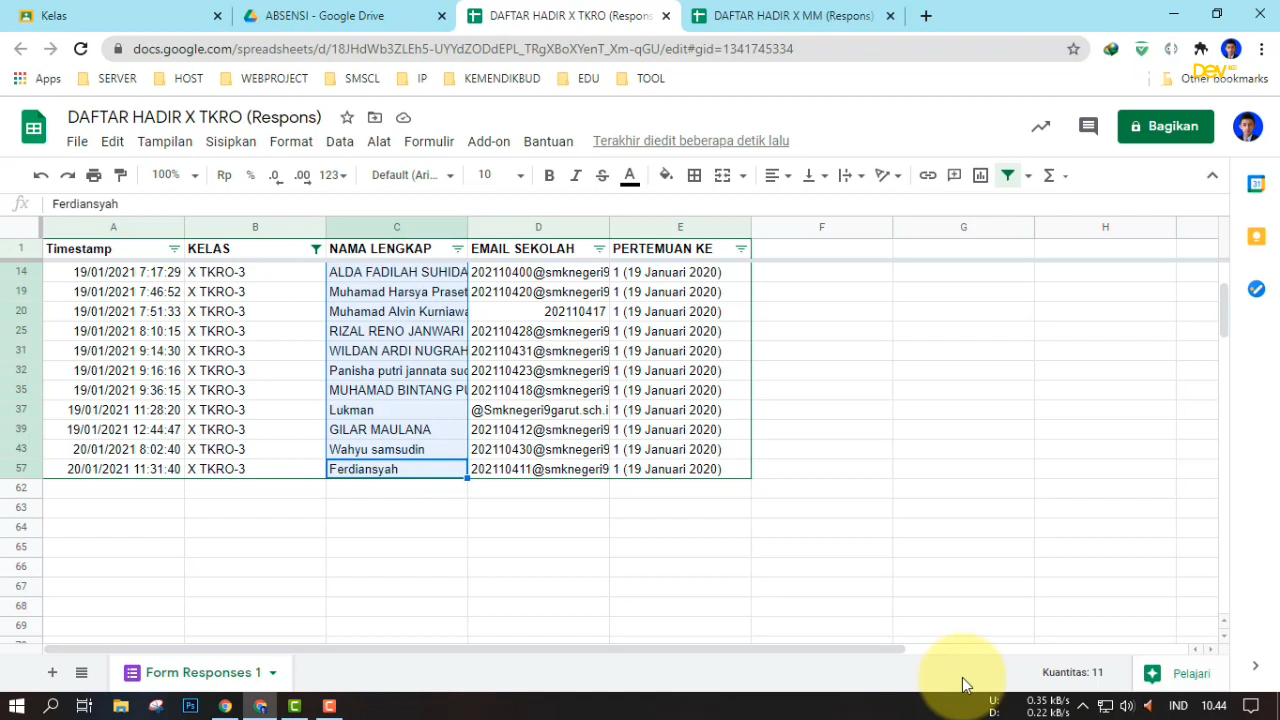 Kelas
ABSENSI - Google Drive
DAFTAR HADIR X TKRO (Respons
DAFTAR HADIR X MM (Respons)
docs.google.com/spreadsheets/d/18JHdWb3ZLEh5-UYYdZODdEPL_TRgXBoXYenT_Xm-qGU/edit#gid=1341745334
Apps SERVER HOST WEBPROJECT SMSCL IP KEMENDIKBUD EDU TOOL Other bookmarks
DAFTAR HADIR X TKRO (Respons)
File Edit Tampilan Sisipkan Format Data Alat Formulir Add-on Bantuan Terakhir diedit beberapa detik lalu
Bagikan
100% Rp % .0 .00 123 Default (Ari... 10 B I S A
fx Ferdiansyah
A B C D E F G H
1 Timestamp KELAS NAMA LENGKAP EMAIL SEKOLAH PERTEMUAN KE
14 19/01/2021 7:17:29 X TKRO-3 ALDA FADILAH SUHIDA 202110400@smknegeri9 1 (19 Januari 2020)
19 19/01/2021 7:46:52 X TKRO-3 Muhamad Harsya Praset 202110420@smknegeri9 1 (19 Januari 2020)
20 19/01/2021 7:51:33 X TKRO-3 Muhamad Alvin Kurniawa 202110417 1 (19 Januari 2020)
25 19/01/2021 8:10:15 X TKRO-3 RIZAL RENO JANWARI 202110428@smknegeri9 1 (19 Januari 2020)
31 19/01/2021 9:14:30 X TKRO-3 WILDAN ARDI NUGRAH 202110431@smknegeri9 1 (19 Januari 2020)
32 19/01/2021 9:16:16 X TKRO-3 Panisha putri jannata suc 202110423@smknegeri9 1 (19 Januari 2020)
35 19/01/2021 9:36:15 X TKRO-3 MUHAMAD BINTANG PU 202110418@smknegeri9 1 (19 Januari 2020)
37 19/01/2021 11:28:20 X TKRO-3 Lukman @Smknegeri9garut.sch.i 1 (19 Januari 2020)
39 19/01/2021 12:44:47 X TKRO-3 GILAR MAULANA 202110412@smknegeri9 1 (19 Januari 2020)
43 20/01/2021 8:02:40 X TKRO-3 Wahyu samsudin 202110430@smknegeri9 1 (19 Januari 2020)
57 20/01/2021 11:31:40 X TKRO-3 Ferdiansyah 202110411@smknegeri9 1 (19 Januari 2020)
62
63
64
65
66
67
68
69
Form Responses 1
Kuantitas: 11
Pelajari
U: 0.35 kB/s
D: 0.22 kB/s
IND
10.44